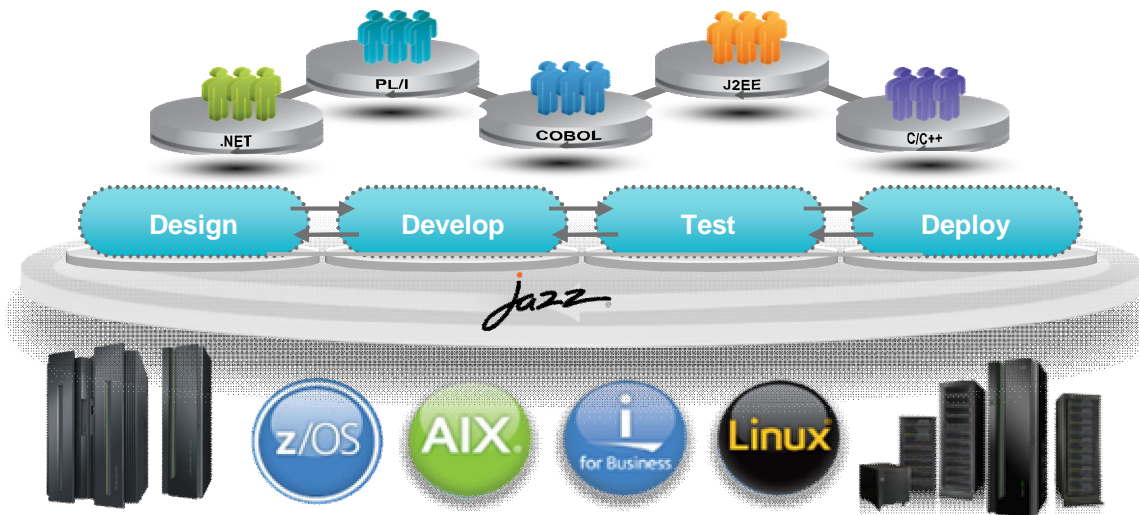 .NET
PL/I
COBOL
J2EE
C/C++
Design
Develop
Test
Deploy
jazz
z/OS
AIX
i
for Business
Linux